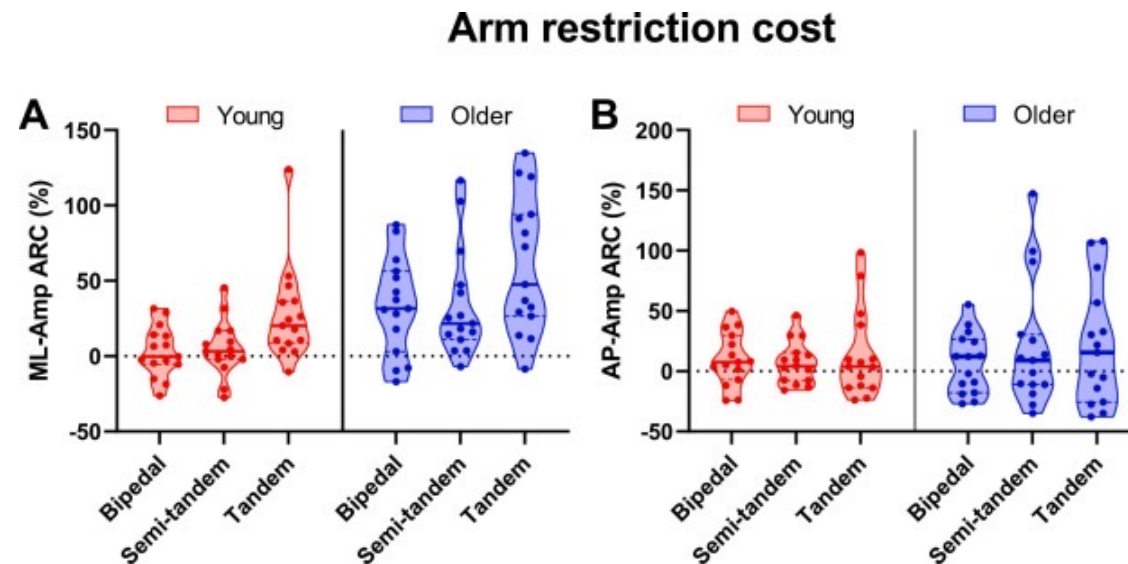 Arm restriction cost
A
Young
Older
ML-Amp ARC (%)
150
100
50
0
-50
Bipedal
Semi-tandem
Tandem
Bipedal
Semi-tandem
Tandem
B
Young
Older
AP-Amp ARC (%)
200
150
100
50
0
-50
Bipedal
Semi-tandem
Tandem
Bipedal
Semi-tandem
Tandem